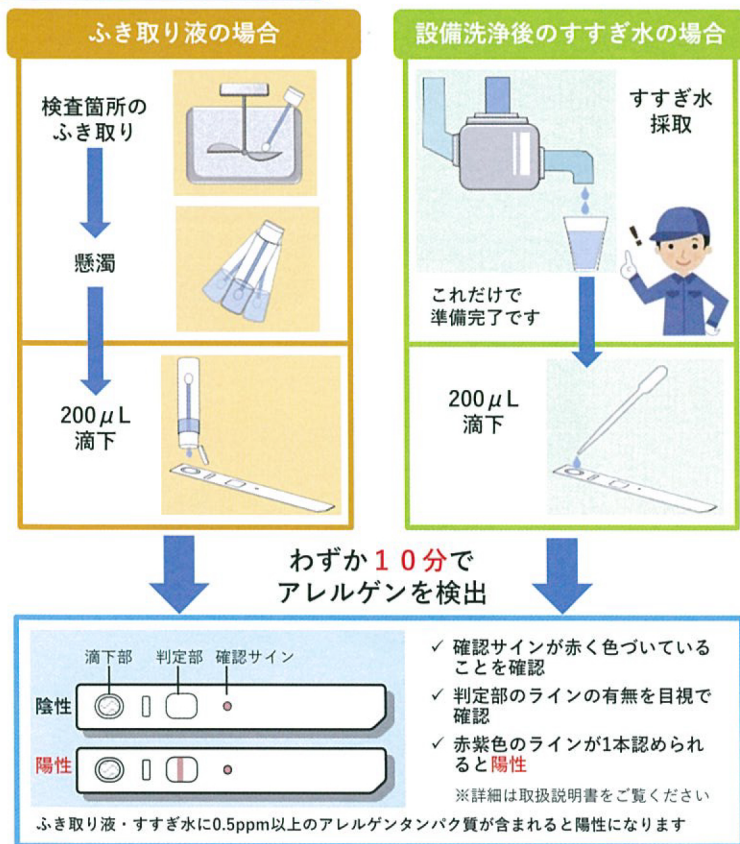 ふき取り液の場合
検査箇所の
ふき取り
懸濁
200μL
滴下
設備洗浄後のすすぎ水の場合
すすぎ水
採取
!
これだけで
準備完了です
200μL
滴下
わずか10分で
アレルゲンを検出
滴下部 判定部 確認サイン
陰性
陽性
✓ 確認サインが赤く色づいている
ことを確認
✓ 判定部のラインの有無を目視で
確認
✓ 赤紫色のラインが1本認められ
ると陽性
※詳細は取扱説明書をご覧ください
ふき取り液・すすぎ水に0.5ppm以上のアレルゲンタンパク質が含まれると陽性になります